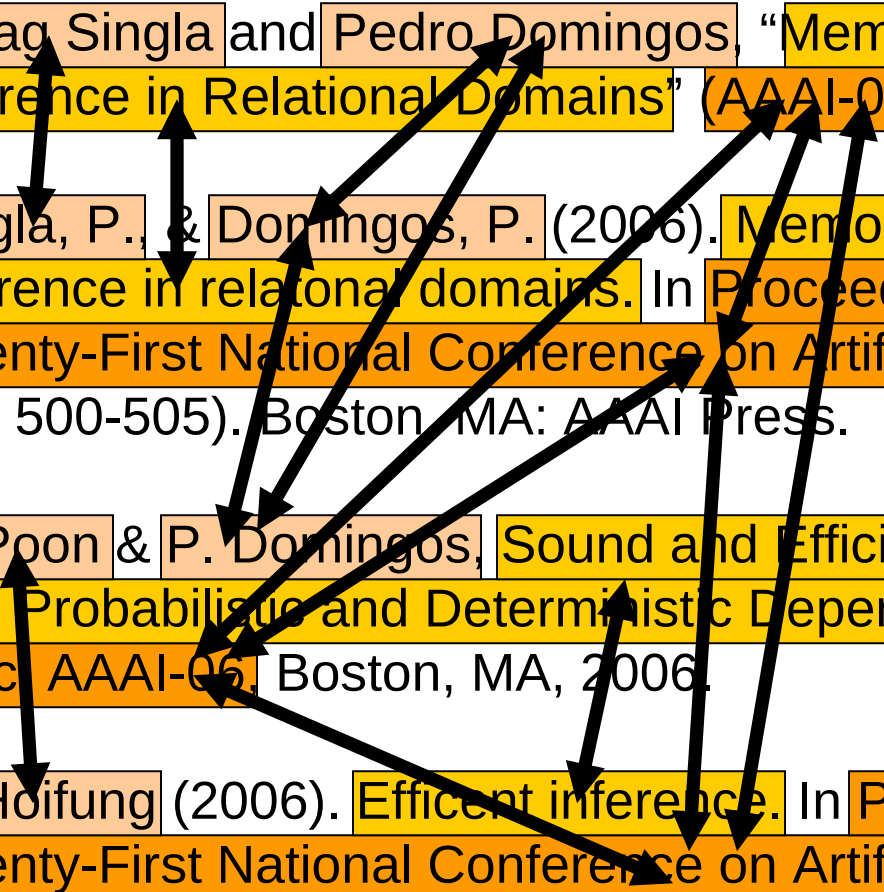 ag Singla and Pedro Domingos, “Mem
rence in Relational Domains” (AAAI-0
gla, P., & Domingos, P. (2006). Memo
rence in relatonal domains. In Proceed
enty-First National Conference on Artif
500-505). Boston, MA: AAAI Press.
Poon & P. Domingos, Sound and Effici
Probabilistic and Deterministic Deper
c. AAAI-06, Boston, MA, 2006.
Hoifung (2006). Efficent inference. In P
enty-First National Conference on Artif